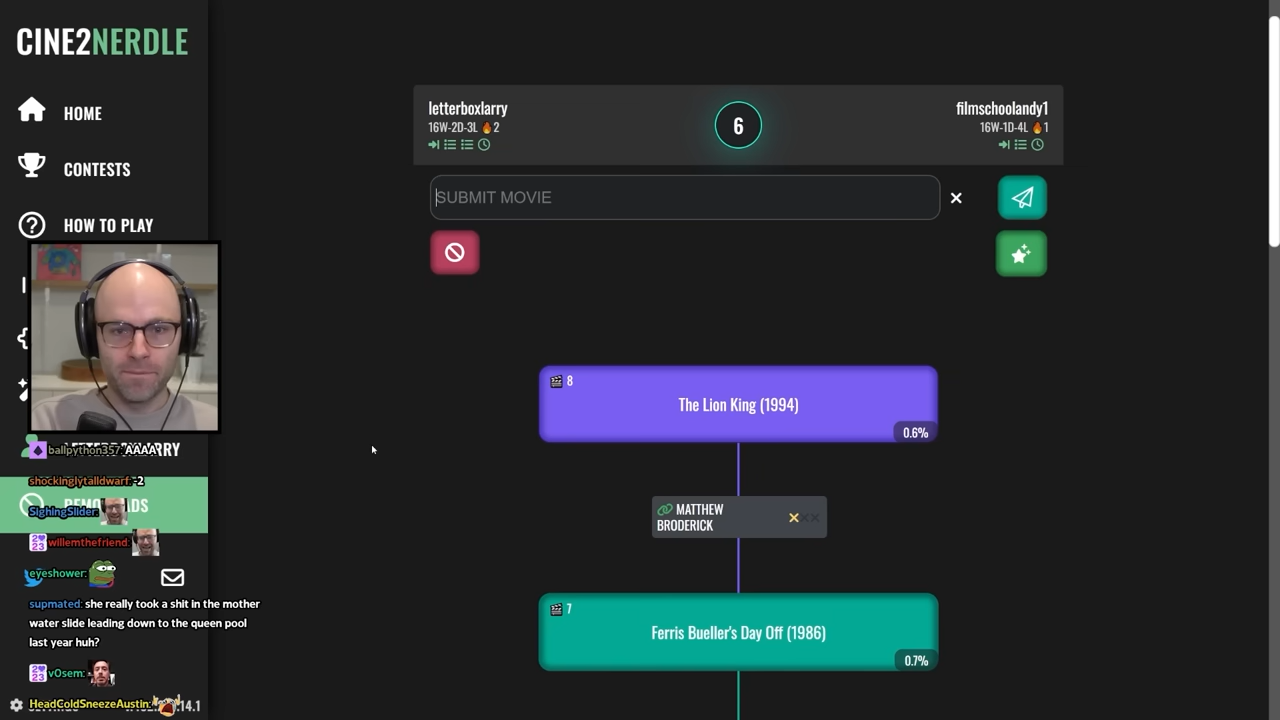 CINE2NERDLE
HOME
CONTESTS
HOW TO PLAY
letterboxlarry
16W-2D-3L 🔥2
6
filmschoolandy1
16W-1D-4L 🔥1
SUBMIT MOVIE
8
The Lion King (1994)
0.6%
MATTHEW
BRODERICK
7
Ferris Bueller's Day Off (1986)
0.7%
ballpython357: AAAA
shockinglytalldwarf: -2
SighingSlider:
willemthefriend:
eyeshower:
supmated: she really took a shit in the mother
water slide leading down to the queen pool
last year huh?
v0sem:
HeadColdSneezeAustin: